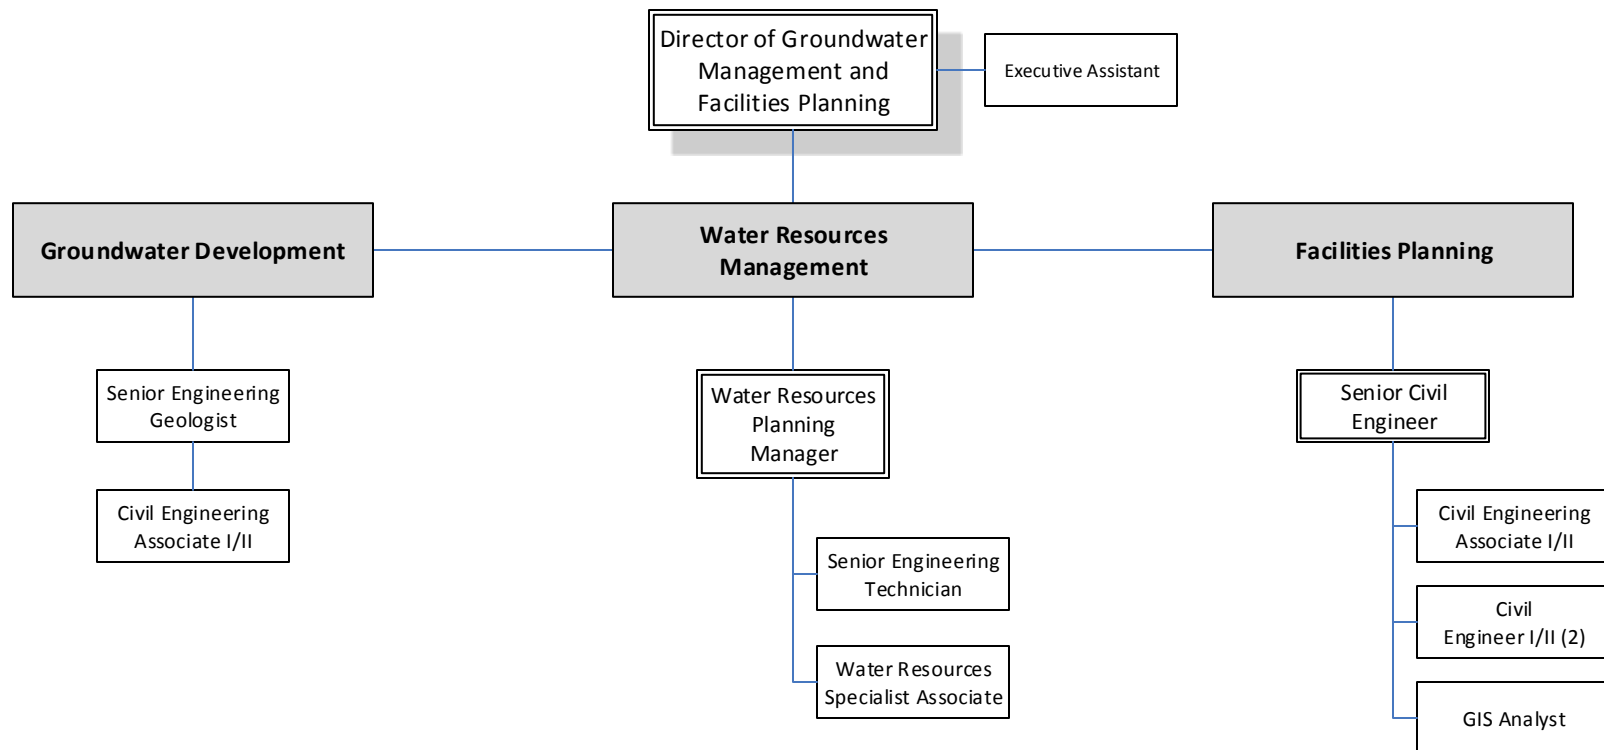 Director of Groundwater
Management and
Facilities Planning
Executive Assistant
Groundwater Development
Water Resources
Management
Facilities Planning
Senior Engineering
Geologist
Civil Engineering
Associate I/II
Water Resources
Planning
Manager
Senior Engineering
Technician
Water Resources
Specialist Associate
Senior Civil
Engineer
Civil Engineering
Associate I/II
Civil
Engineer I/II (2)
GIS Analyst